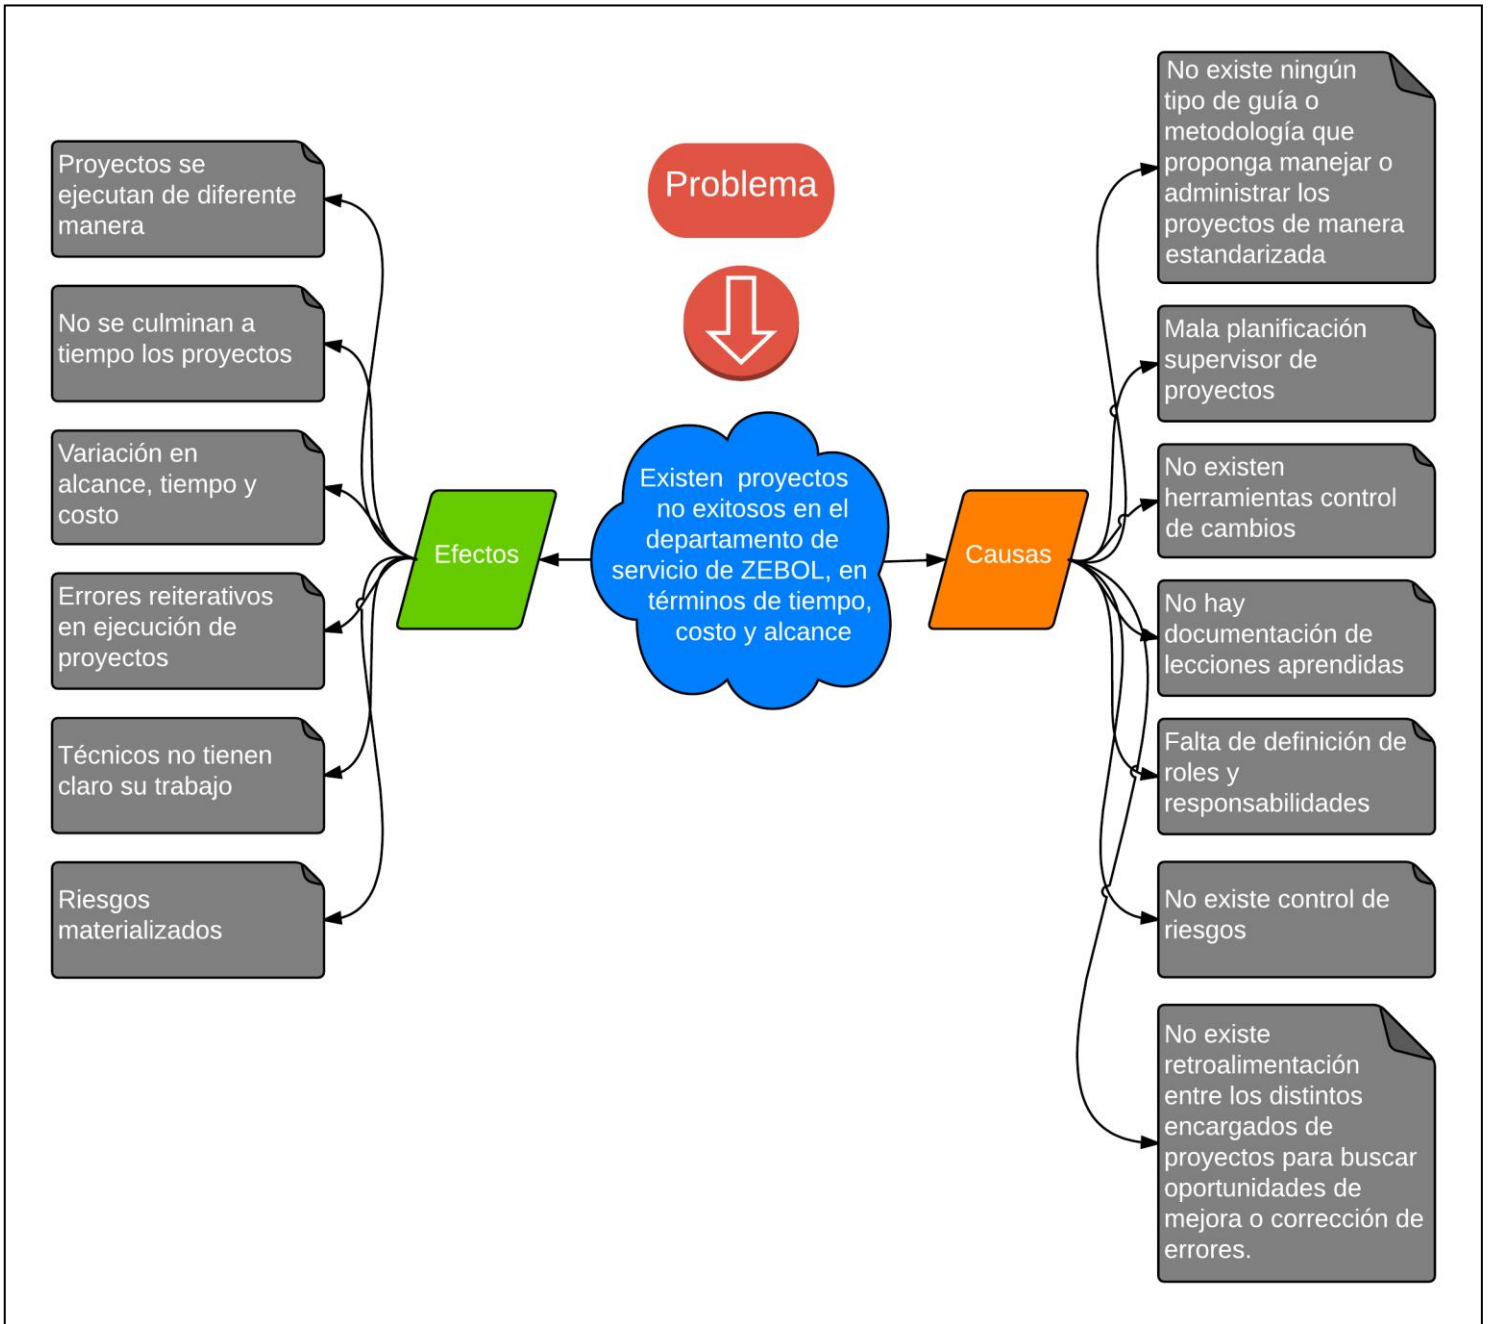 Problema
Existen proyectos
no exitosos en el
departamento de
servicio de ZEBOL, en
términos de tiempo,
costo y alcance
Efectos
Proyectos se
ejecutan de diferente
manera
No se culminan a
tiempo los proyectos
Variación en
alcance, tiempo y
costo
Errores reiterativos
en ejecución de
proyectos
Técnicos no tienen
claro su trabajo
Riesgos
materializados
Causas
No existe ningún
tipo de guía o
metodología que
proponga manejar o
administrar los
proyectos de manera
estandarizada
Mala planificación
supervisor de
proyectos
No existen
herramientas control
de cambios
No hay
documentación de
lecciones aprendidas
Falta de definición de
roles y
responsabilidades
No existe control de
riesgos
No existe
retroalimentación
entre los distintos
encargados de
proyectos para buscar
oportunidades de
mejora o corrección de
errores.